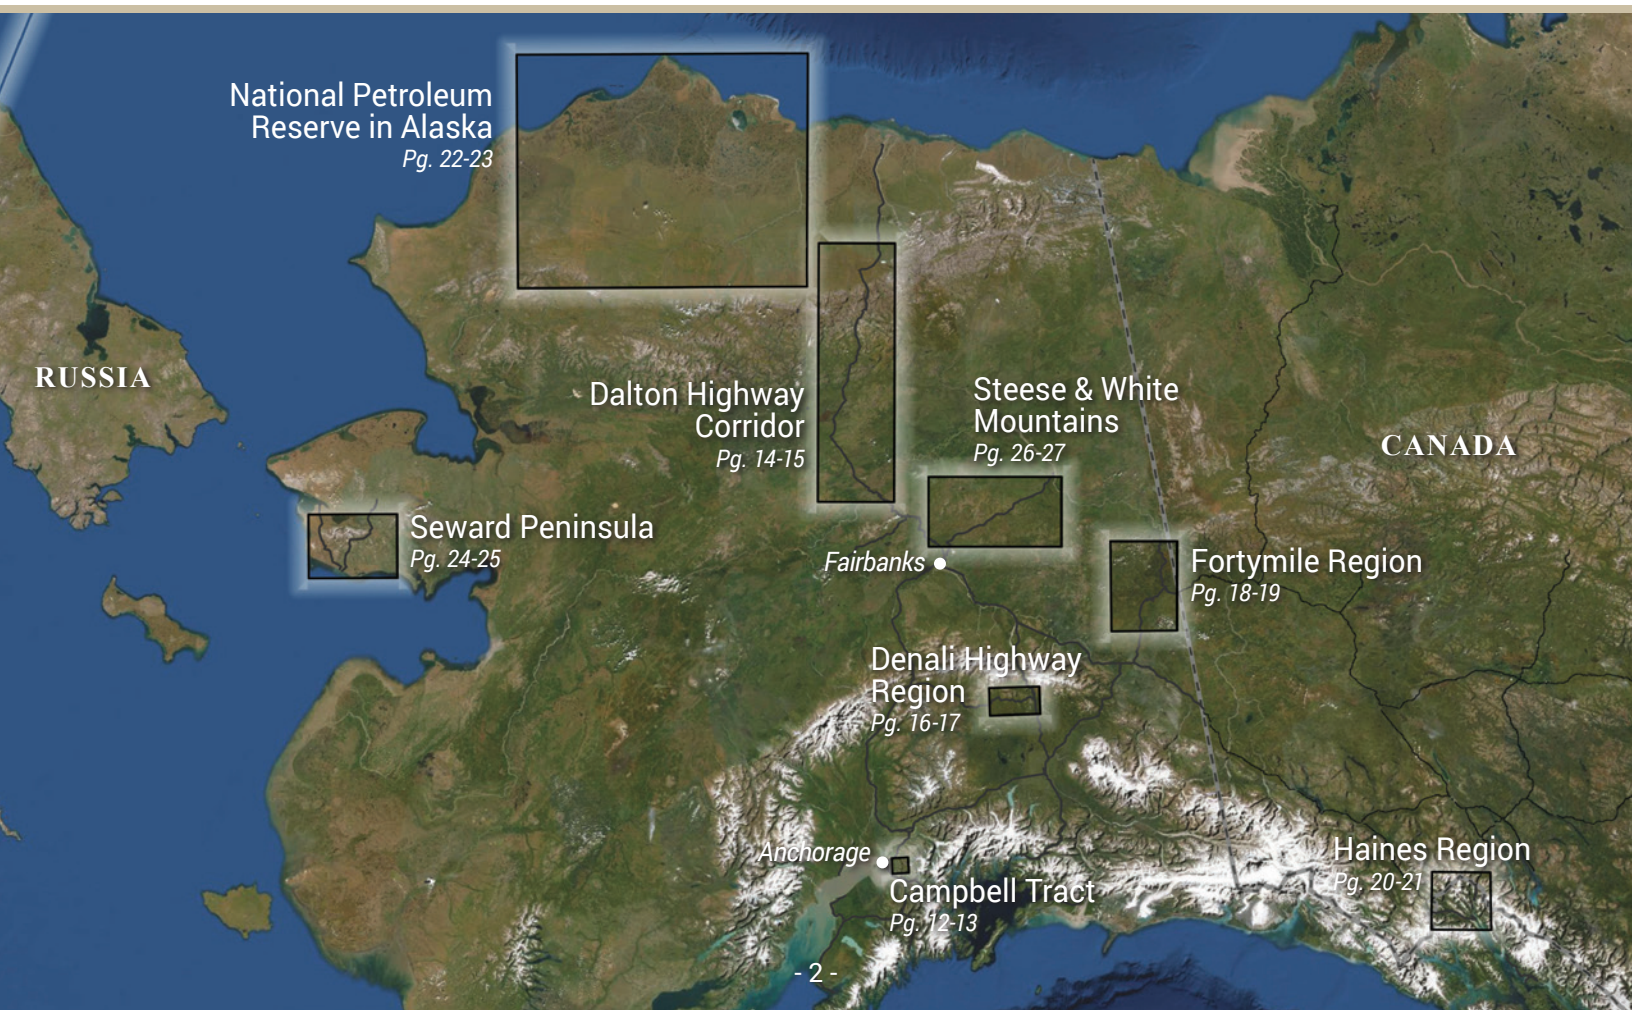 National Petroleum
Reserve in Alaska
Pg. 22-23
RUSSIA
Dalton Highway
Corridor
Pg. 14-15
Steese & White
Mountains
Pg. 26-27
CANADA
Seward Peninsula
Pg. 24-25
Fairbanks
Fortymile Region
Pg. 18-19
Denali Highway
Region
Pg. 16-17
Anchorage
Campbell Tract
Pg. 12-13
Haines Region
Pg. 20-21
- 2 -